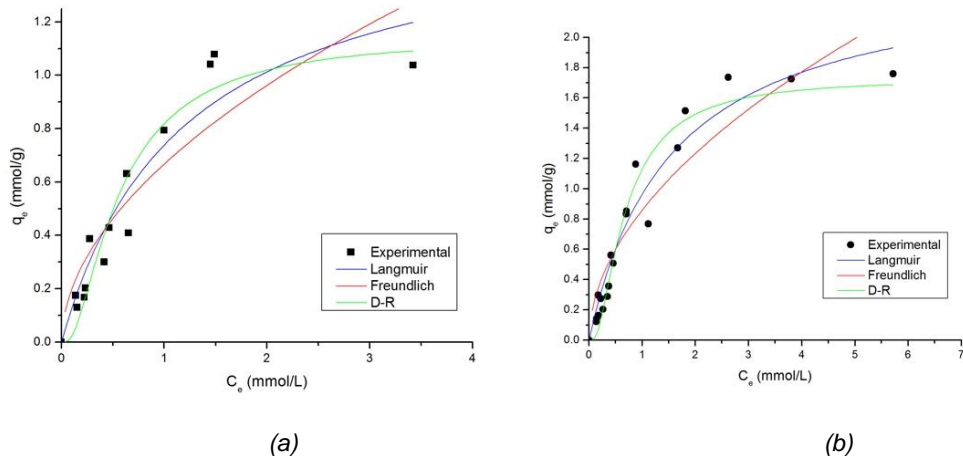 1.2
1.0
0.8
0.6
0.4
0.2
0.0
qe (mmol/g)
0 1 2 3 4
Ce (mmol/L)
Experimental
Langmuir
Freundlich
D-R
(a)
b)
2.0
1.8
1.6
1.4
1.2
1.0
0.8
0.6
0.4
0.2
0.0
qe (mmol/g)
0 1 2 3 4 5 6 7
Ce (mmol/L)
Experimental
Langmuir
Freundlich
D-R
(b)